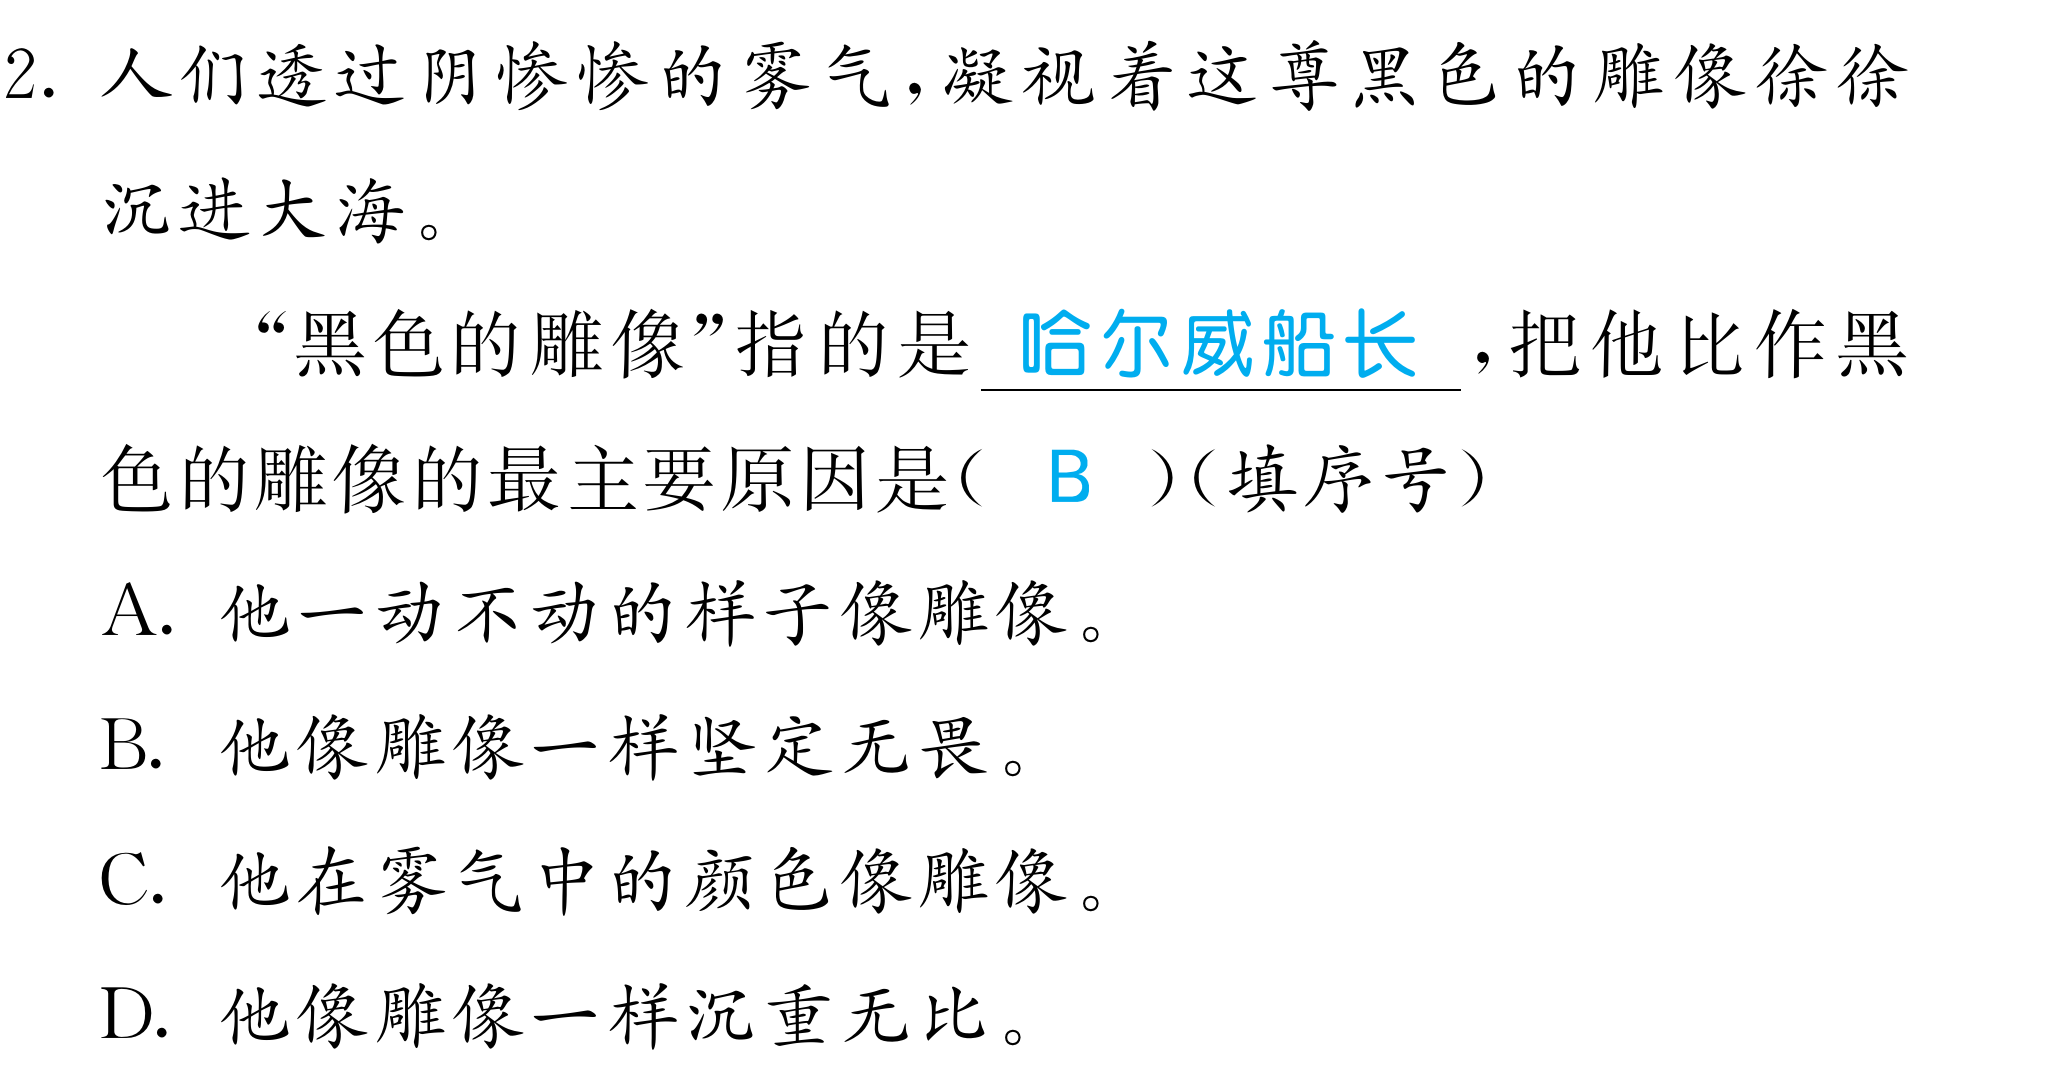 2. 人们透过阴惨惨的雾气,凝视着这尊黑色的雕像徐徐
沉进大海。
“黑色的雕像”指的是 哈尔威船长 ,把他比作黑
色的雕像的最主要原因是( B )(填序号)
A. 他一动不动的样子像雕像。
B. 他像雕像一样坚定无畏。
C. 他在雾气中的颜色像雕像。
D. 他像雕像一样沉重无比。